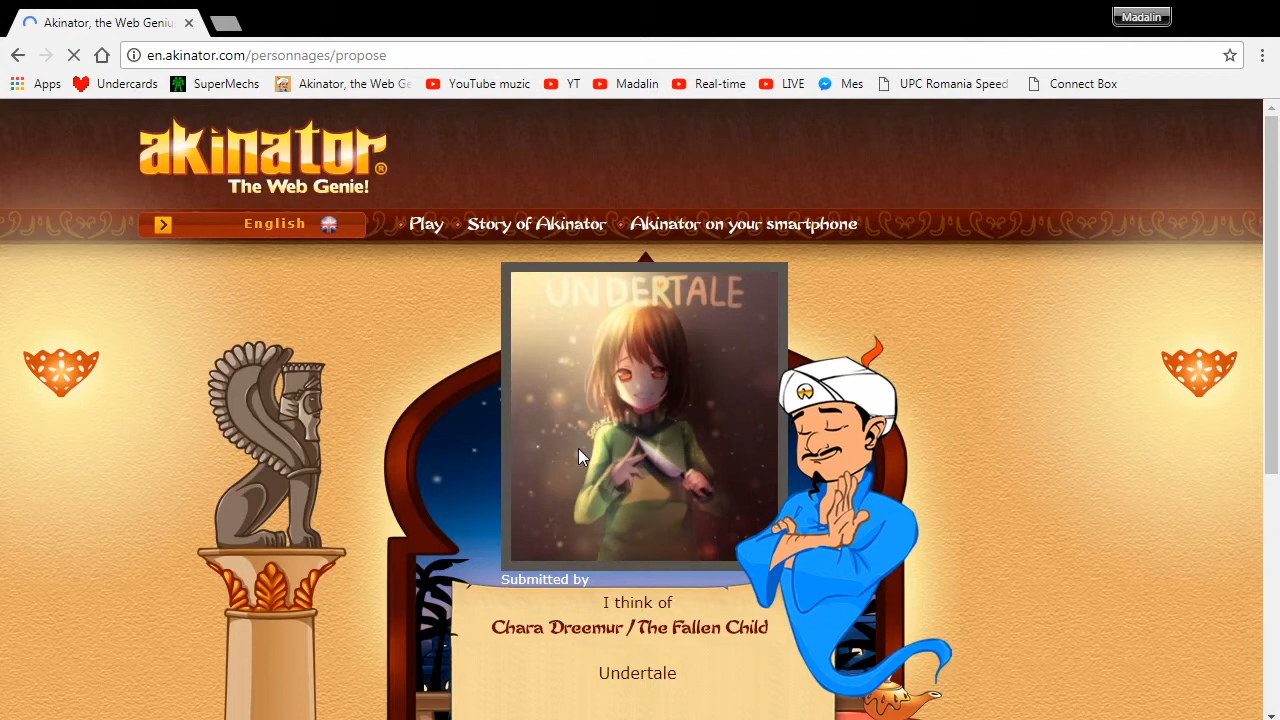 Madalin
Akinator, the Web Geniu
en.akinator.com/personnages/propose
Apps Undercards SuperMechs Akinator, the Web Ge YouTube muzic YT Madalin Real-time LIVE Mes UPC Romania Speed Connect Box
akinator®
The Web Genie!
English Play Story of Akinator Akinator on your smartphone
UNDERTALE
Submitted by
I think of
Chara Dreemur / The Fallen Child
Undertale